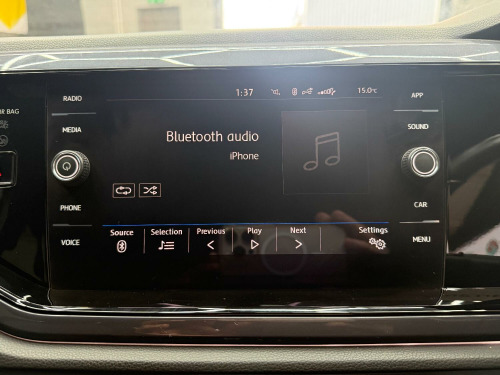 RADIO
MEDIA
PHONE
VOICE
1:37
15.0°C
Bluetooth audio
iPhone
Source Selection Previous Play Next Settings
APP
SOUND
CAR
MENU
R BAG